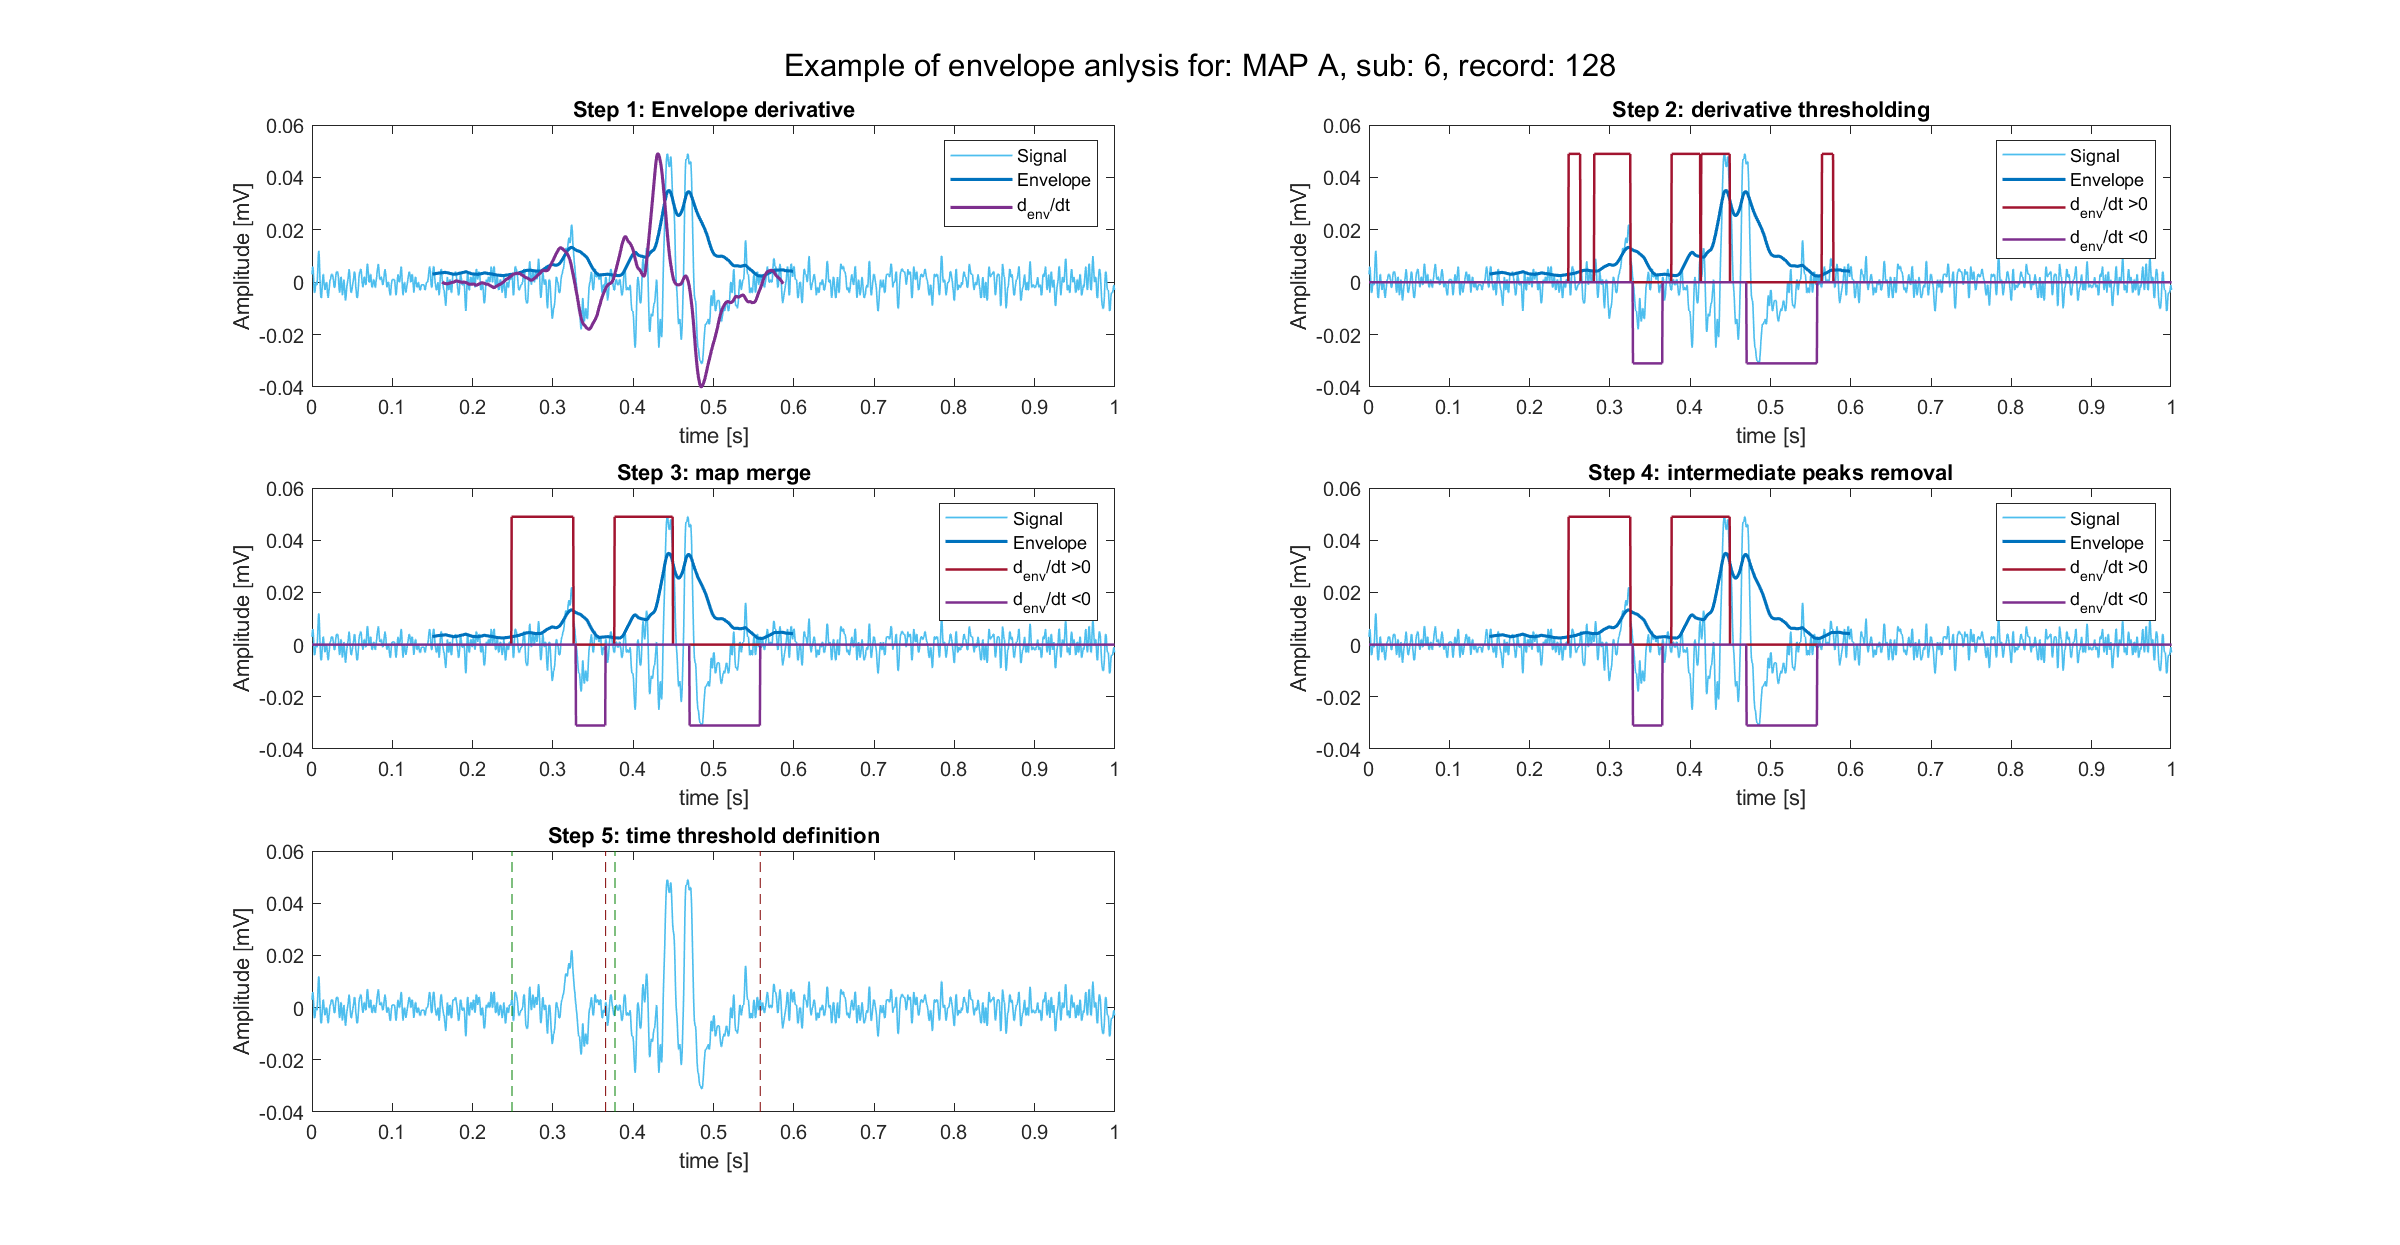 Example of envelope anlysis for: MAP A, sub: 6, record: 128
Step 1: Envelope derivative
0.06
0.04
0.02
0
-0.02
-0.04
Amplitude [mV]
0 0.1 0.2 0.3 0.4 0.5 0.6 0.7 0.8 0.9 1
time [s]
Signal
Envelope
d_env/dt
Step 2: derivative thresholding
0.06
0.04
0.02
0
-0.02
-0.04
Amplitude [mV]
0 0.1 0.2 0.3 0.4 0.5 0.6 0.7 0.8 0.9 1
time [s]
Signal
Envelope
d_env/dt >0
d_env/dt <0
Step 3: map merge
0.06
0.04
0.02
0
-0.02
-0.04
Amplitude [mV]
0 0.1 0.2 0.3 0.4 0.5 0.6 0.7 0.8 0.9 1
time [s]
Signal
Envelope
d_env/dt >0
d_env/dt <0
Step 4: intermediate peaks removal
0.06
0.04
0.02
0
-0.02
-0.04
Amplitude [mV]
0 0.1 0.2 0.3 0.4 0.5 0.6 0.7 0.8 0.9 1
time [s]
Signal
Envelope
d_env/dt >0
d_env/dt <0
Step 5: time threshold definition
0.06
0.04
0.02
0
-0.02
-0.04
Amplitude [mV]
0 0.1 0.2 0.3 0.4 0.5 0.6 0.7 0.8 0.9 1
time [s]